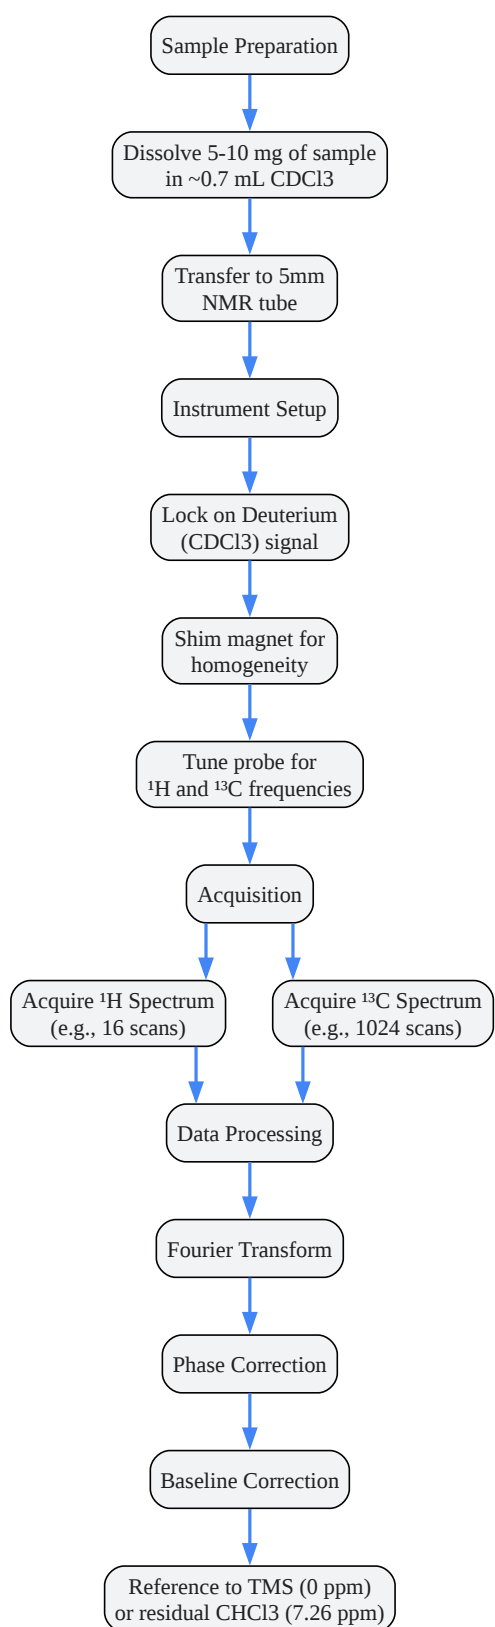 Sample Preparation
Dissolve 5-10 mg of sample
in ~0.7 mL CDCl3
Transfer to 5mm
NMR tube
Instrument Setup
Lock on Deuterium
(CDCl3) signal
Shim magnet for
homogeneity
Tune probe for
¹H and ¹³C frequencies
Acquisition
Acquire ¹H Spectrum
(e.g., 16 scans)
Acquire ¹³C Spectrum
(e.g., 1024 scans)
Data Processing
Fourier Transform
Phase Correction
Baseline Correction
Reference to TMS (0 ppm)
or residual CHCl3 (7.26 ppm)